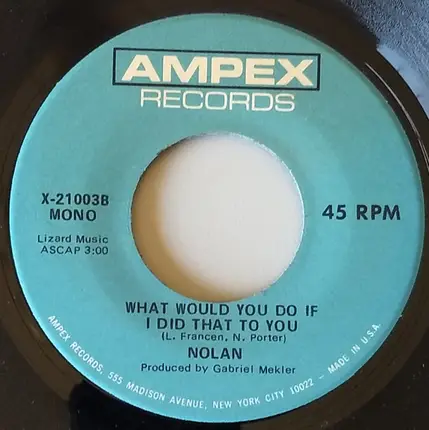 AMPEX
RECORDS
X-21003B
MONO
45 RPM
Lizard Music
ASCAP 3:00
WHAT WOULD YOU DO IF
I DID THAT TO YOU
(L. Francen, N. Porter)
NOLAN
Produced by Gabriel Mekler
AMPEX RECORDS, 555 MADISON AVENUE, NEW YORK CITY 10022 – MADE IN U.S.A.